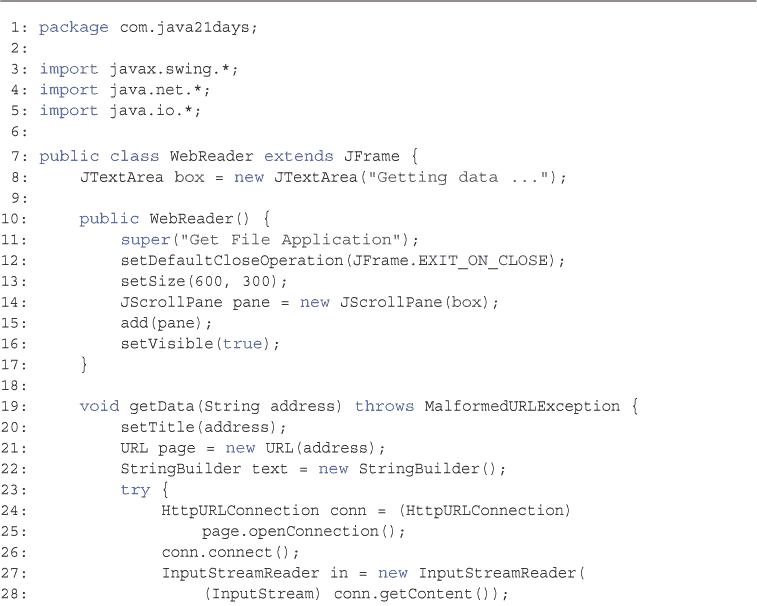 1: package com.java21days;
2:
3: import javax.swing.*;
4: import java.net.*;
5: import java.io.*;
6:
7: public class WebReader extends JFrame {
8:     JTextArea box = new JTextArea("Getting data ...");
9:
10:     public WebReader() {
11:         super("Get File Application");
12:         setDefaultCloseOperation(JFrame.EXIT_ON_CLOSE);
13:         setSize(600, 300);
14:         JScrollPane pane = new JScrollPane(box);
15:         add(pane);
16:         setVisible(true);
17:     }
18:
19:     void getData(String address) throws MalformedURLException {
20:         setTitle(address);
21:         URL page = new URL(address);
22:         StringBuilder text = new StringBuilder();
23:         try {
24:             HttpURLConnection conn = (HttpURLConnection)
25:                 page.openConnection();
26:             conn.connect();
27:             InputStreamReader in = new InputStreamReader(
28:                 (InputStream) conn.getContent());